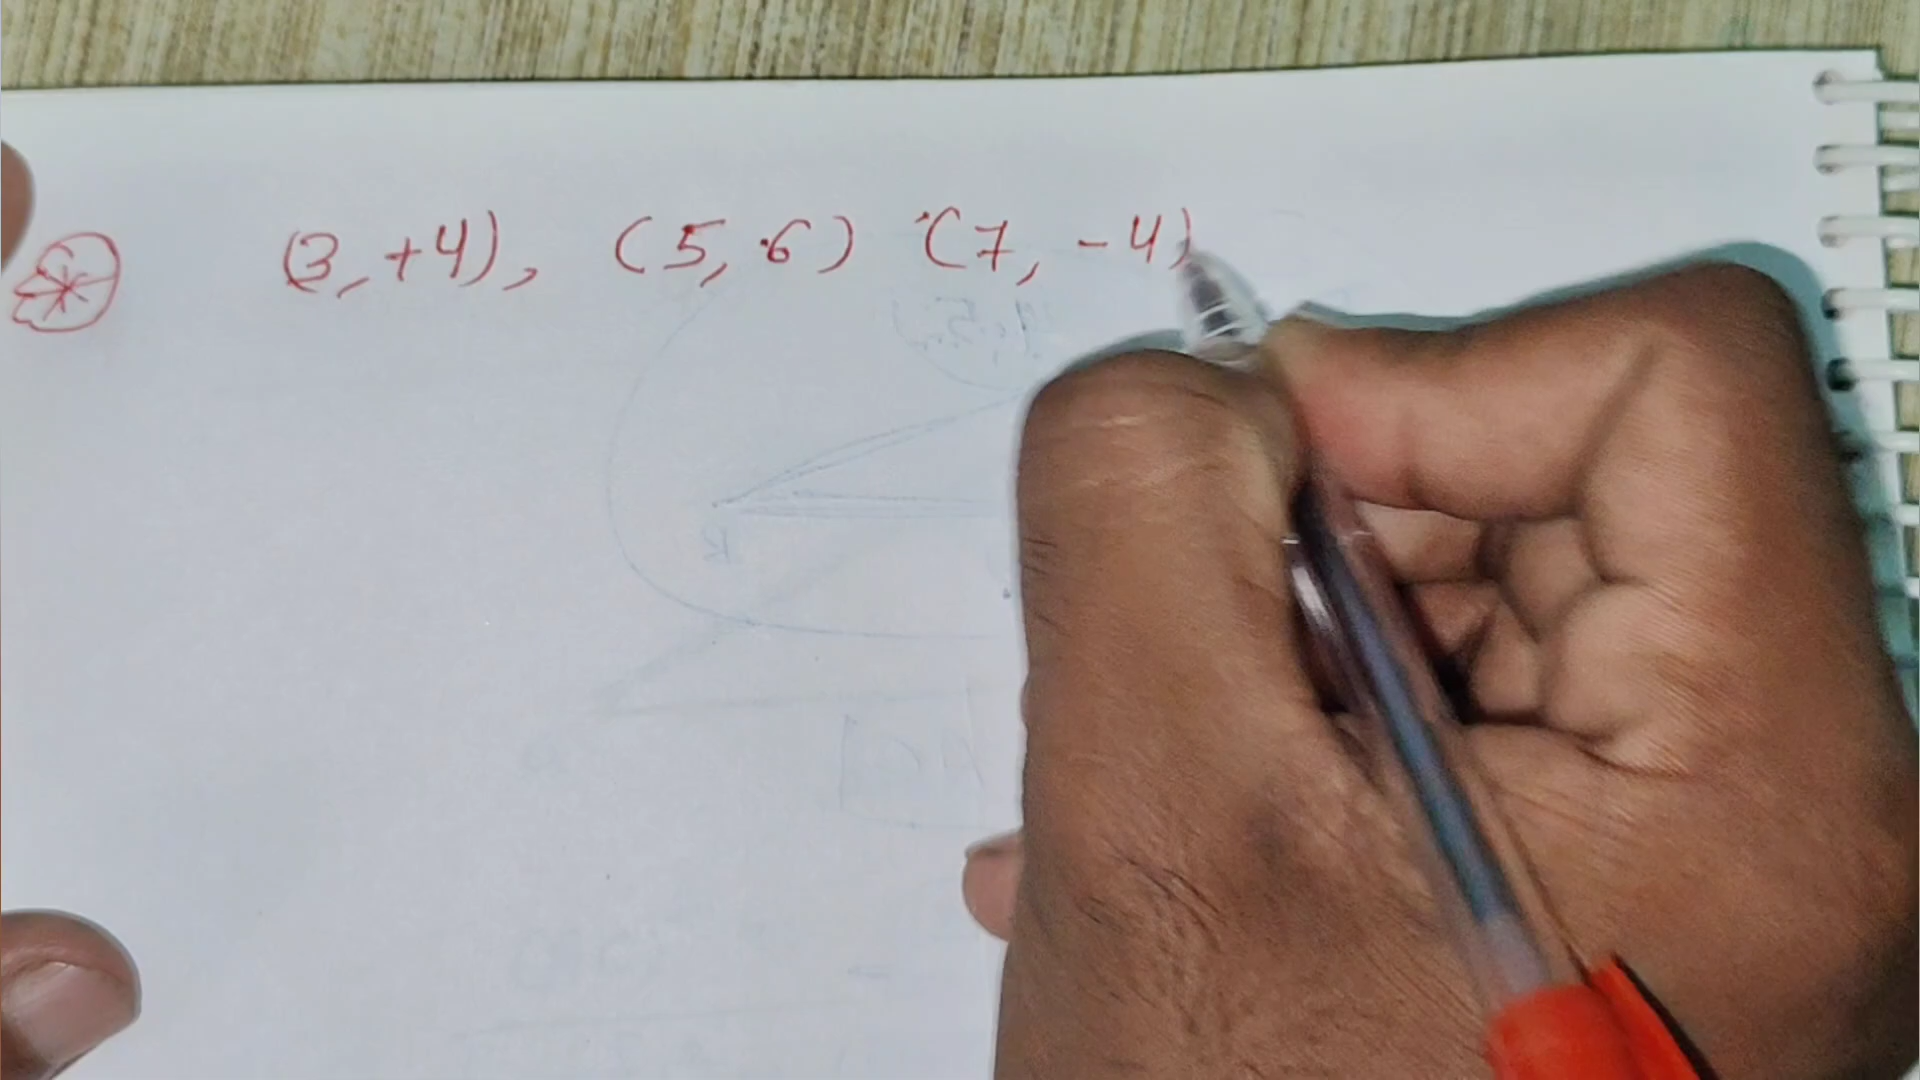 (3, +4), (5, 6) (7, -4)